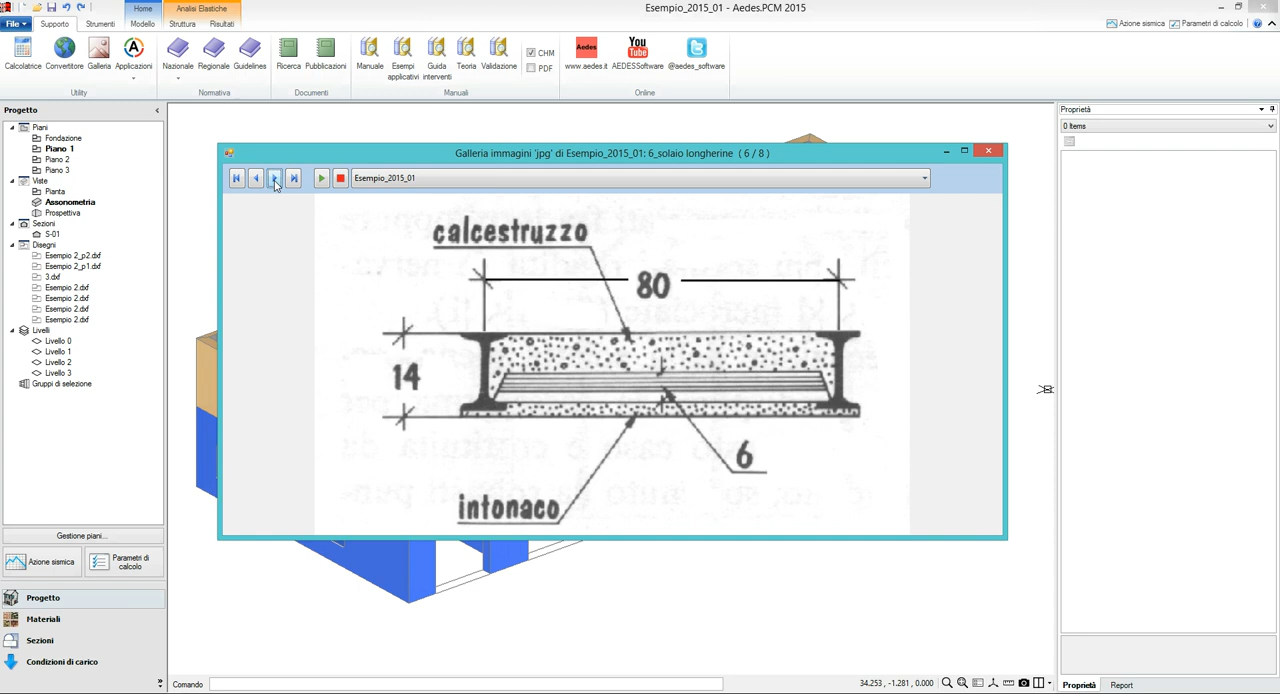 Home
Analisi Elastiche
Esempio_2015_01 - Aedes.PCM 2015
File
Supporto
Strumenti
Modello
Struttura
Risultati
Azione sismica
Parametri di calcolo
Calcolatrice
Convertitore
Galleria
Applicazioni
Nazionale
Regionale
Guidelines
Ricerca
Pubblicazioni
Manuale
Esempi applicativi
Guida interventi
Teoria
Validazione
CHM
PDF
Aedes
www.aedes.it
You Tube
AEDESSoftware
@aedes_software
Utility
Normativa
Documenti
Manuali
Online
Progetto
Piani
Fondazione
Piano 1
Piano 2
Piano 3
Viste
Pianta
Assonometria
Prospettiva
Sezioni
S-01
Disegni
Esempio 2_p2.dxf
Esempio 2_p1.dxf
3.dxf
Esempio 2.dxf
Esempio 2.dxf
Esempio 2.dxf
Esempio 2.dxf
Livelli
Livello 0
Livello 1
Livello 2
Livello 3
Gruppi di selezione
Gestione piani...
Azione sismica
Parametri di calcolo
Progetto
Materiali
Sezioni
Condizioni di carico
Galleria immagini 'jpg' di Esempio_2015_01: 6_solaio longherine ( 6 / 8 )
Esempio_2015_01
calcestruzzo
80
14
6
intonaco
Proprietà
0 Items
Comando
34.253 , -1.281 , 0.000
Proprietà
Report